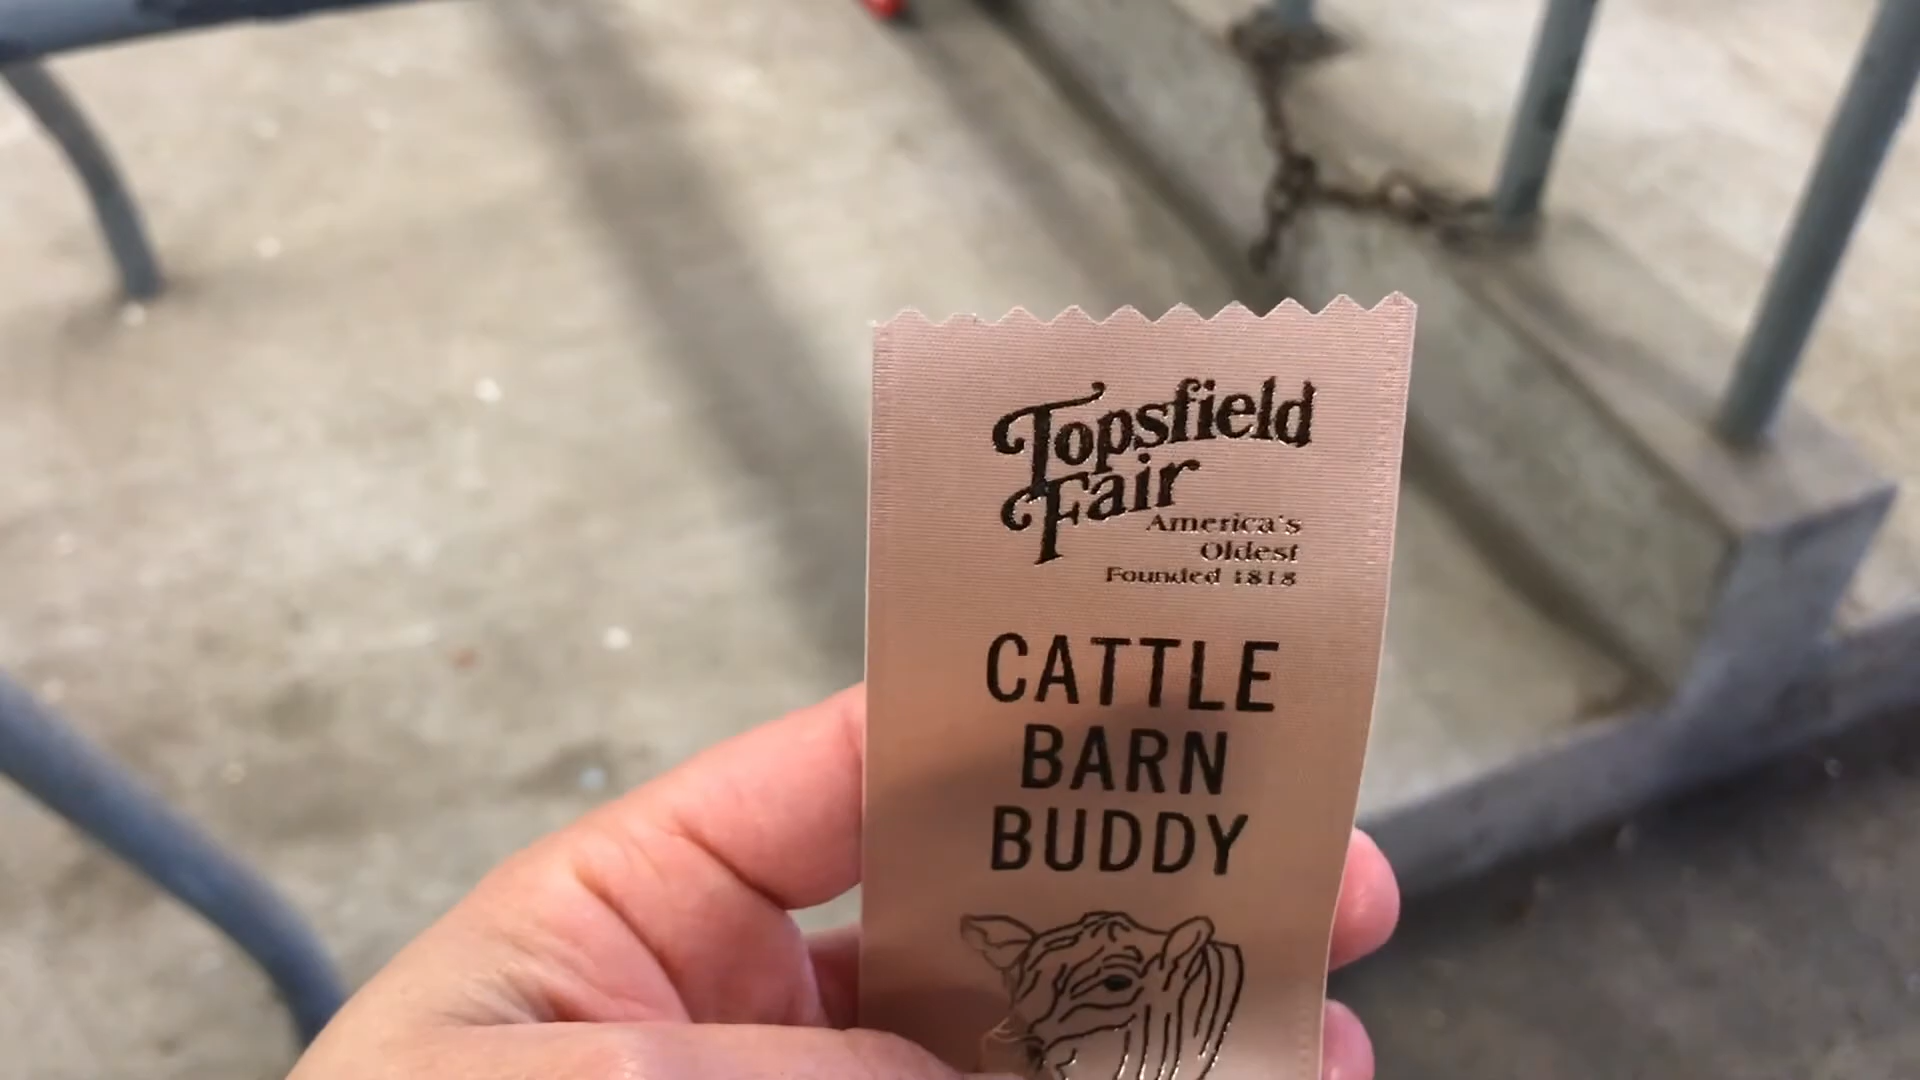 Topsfield
Fair
America's
Oldest
Founded 1818
CATTLE
BARN
BUDDY